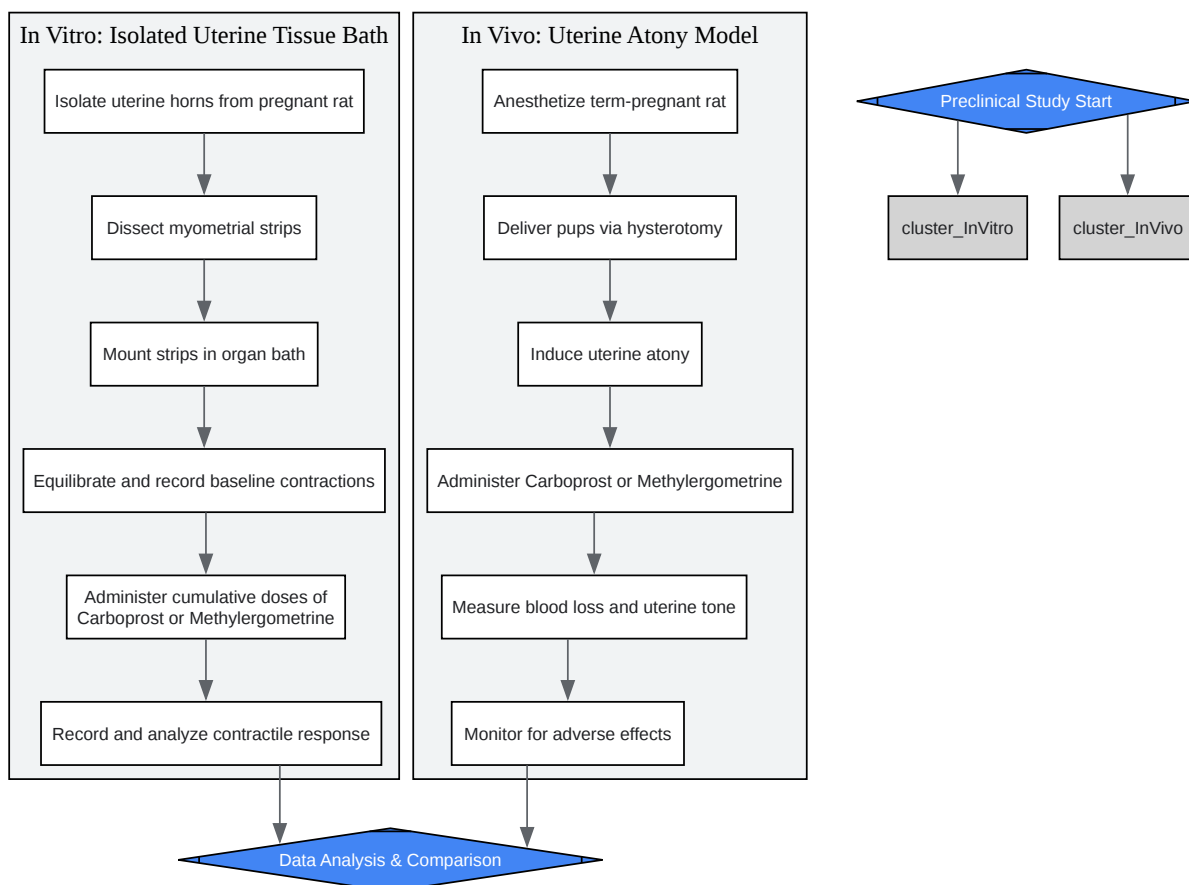 In Vitro: Isolated Uterine Tissue Bath
Isolate uterine horns from pregnant rat
Dissect myometrial strips
Mount strips in organ bath
Equilibrate and record baseline contractions
Administer cumulative doses of
Carboprost or Methylergometrine
Record and analyze contractile response
In Vivo: Uterine Atony Model
Anesthetize term-pregnant rat
Deliver pups via hysterotomy
Induce uterine atony
Administer Carboprost or Methylergometrine
Measure blood loss and uterine tone
Monitor for adverse effects
Data Analysis & Comparison
Preclinical Study Start
cluster_InVitro
cluster_InVivo